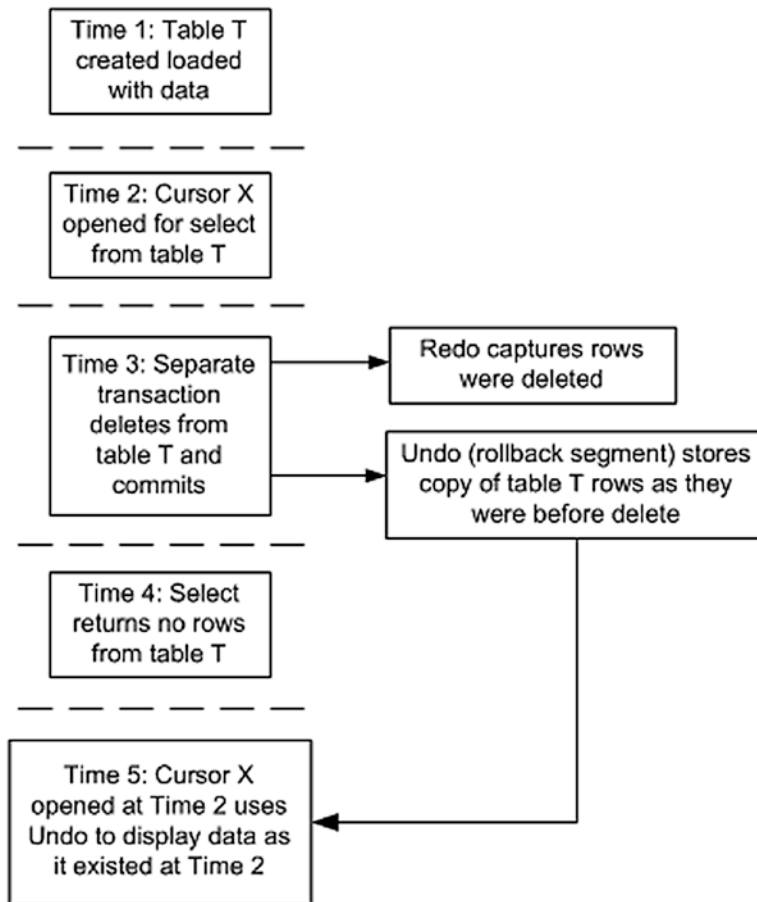 Time 1: Table T
created loaded
with data
Time 2: Cursor X
opened for select
from table T
Time 3: Separate
transaction
deletes from
table T and
commits
Redo captures rows
were deleted
Undo (rollback segment) stores
copy of table T rows as they
were before delete
Time 4: Select
returns no rows
from table T
Time 5: Cursor X
opened at Time 2 uses
Undo to display data as
it existed at Time 2